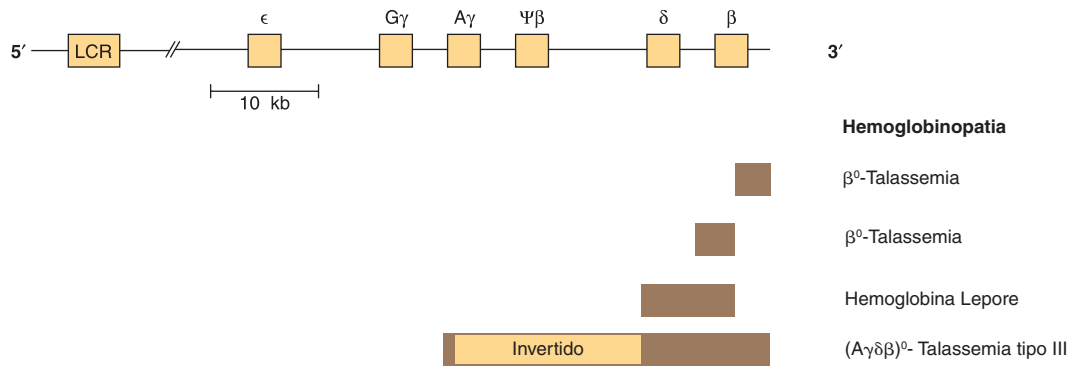 ϵ Gγ Aγ Ψβ δ β
5′ LCR 3′
10 kb
Hemoglobinopatia
β⁰-Talassemia
β⁰-Talassemia
Hemoglobina Lepore
Invertido (Aγδβ)⁰- Talassemia tipo III